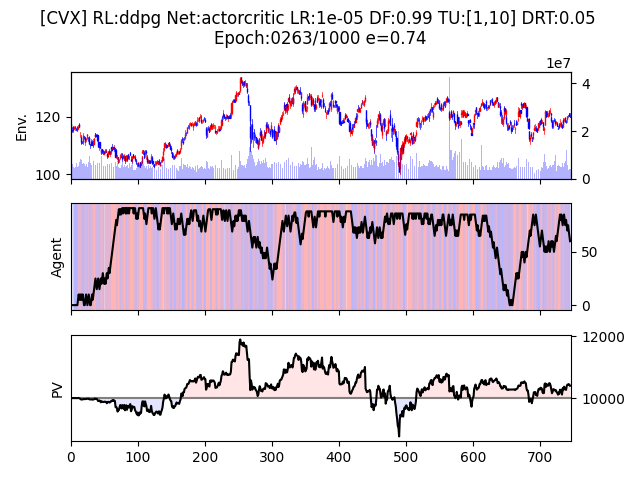 [CVX] RL:ddpg Net:actorcritic LR:1e-05 DF:0.99 TU:[1,10] DRT:0.05
Epoch:0263/1000 e=0.74
1e7
Env.
120
100
4
2
0
Agent
50
0
PV
12000
10000
0 100 200 300 400 500 600 700